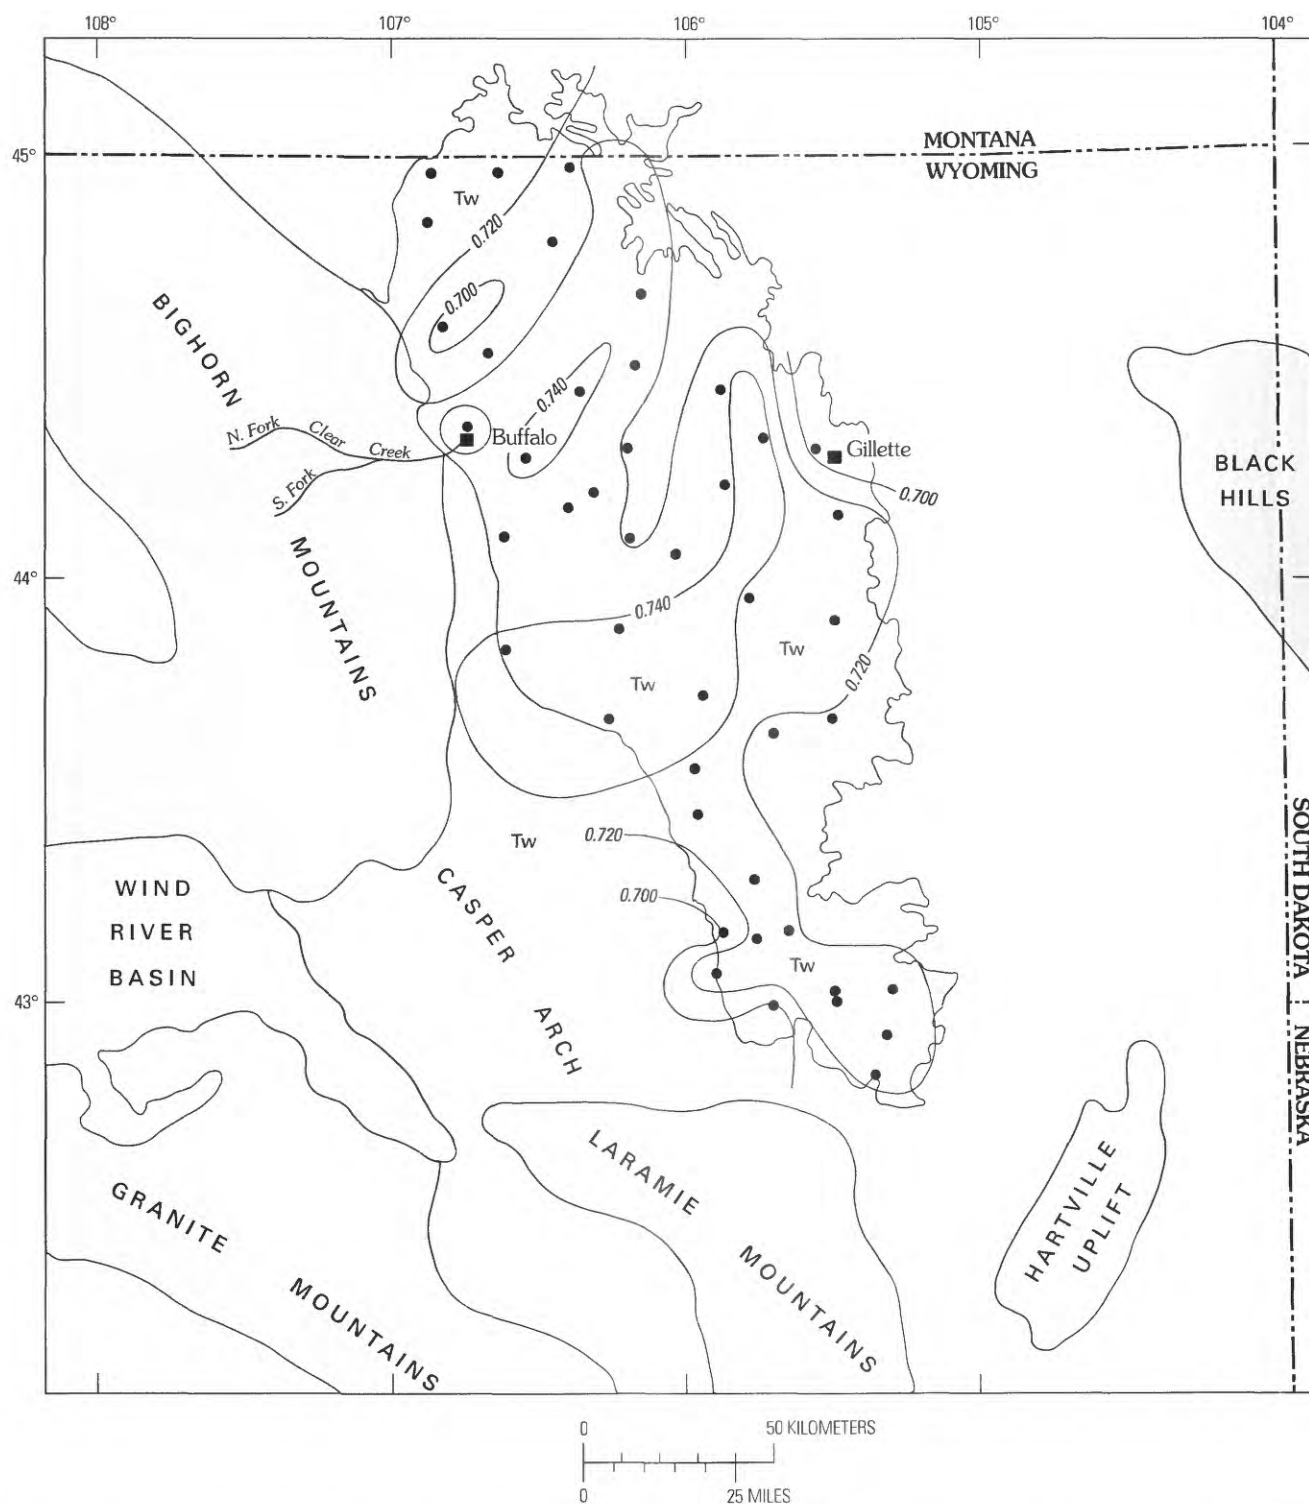 108° 107° 106° 105° 104°
45°
MONTANA
WYOMING
Tw
0.720
0.700
BIGHORN
0.740
N. Fork Clear Creek
Buffalo
Gillette
S. Fork
0.700
BLACK
HILLS
MOUNTAINS
44°
0.740
Tw
Tw
0.720
0.720
Tw
SOUTH DAKOTA
WIND
RIVER
BASIN
CASPER
0.700
Tw
43°
ARCH
NEBRASKA
LARAMIE
HARTVILLE
UPLIFT
GRANITE
MOUNTAINS
MOUNTAINS
0 50 KILOMETERS
0 25 MILES